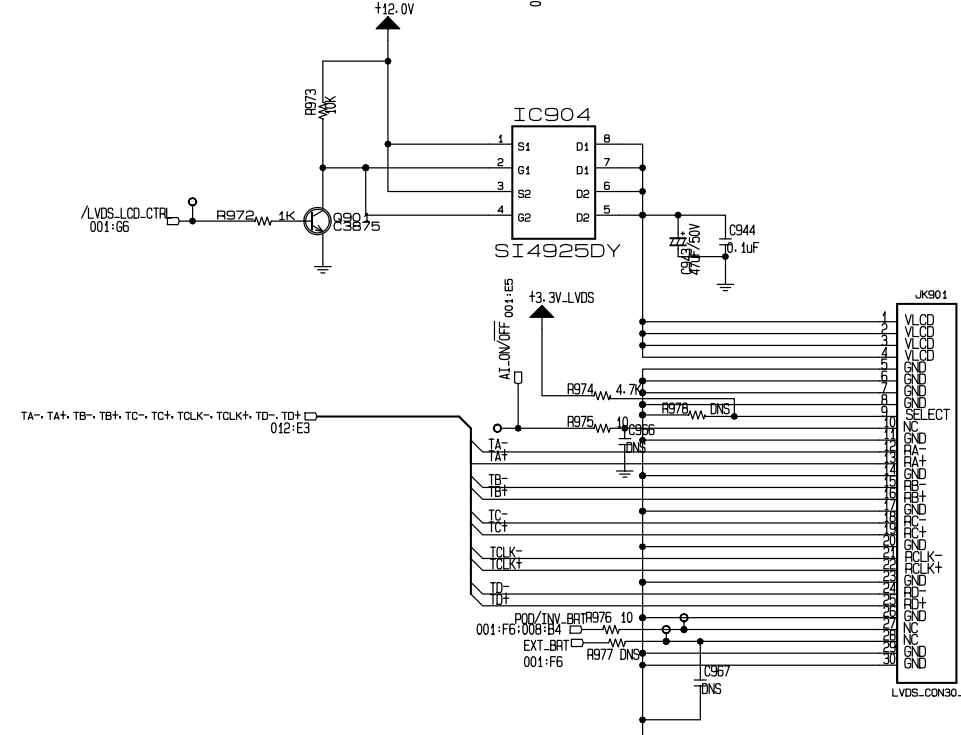 +12.0V
0
R973
10K
IC904
1 S1 D1 8
2 G1 D1 7
3 S2 D2 6
4 G2 D2 5
SI4925DY
/LVDS_LCD_CTRL
001:G6
R972 1K
Q901
C3875
C943
47uF/50V
+
C944
0.1uF
AI_ON/OFF
001:E5
+3.3V_LVDS
R974 4.7K
R978 DNS
R975 10
C966
DNS
TA-, TA+, TB-, TB+, TC-, TC+, TCLK-, TCLK+, TD-, TD+
012:E3
TA-
TA+
TB-
TB+
TC-
TC+
TCLK-
TCLK+
TD-
TD+
POD/INV_BRT
R976 10
001:F6;008:B4
EXT_BRT
001:F6
R977 DNS
C967
DNS
JK901
1 VLCD
2 VLCD
3 VLCD
4 VLCD
5 GND
6 GND
7 GND
8 GND
9 SELECT
10 NC
11 GND
12 RA-
13 RA+
14 GND
15 RB-
16 RB+
17 GND
18 RC-
19 RC+
20 GND
21 RCLK-
22 RCLK+
23 GND
24 RD-
25 RD+
26 GND
27 NC
28 NC
29 GND
30 GND
LVDS_CON30_